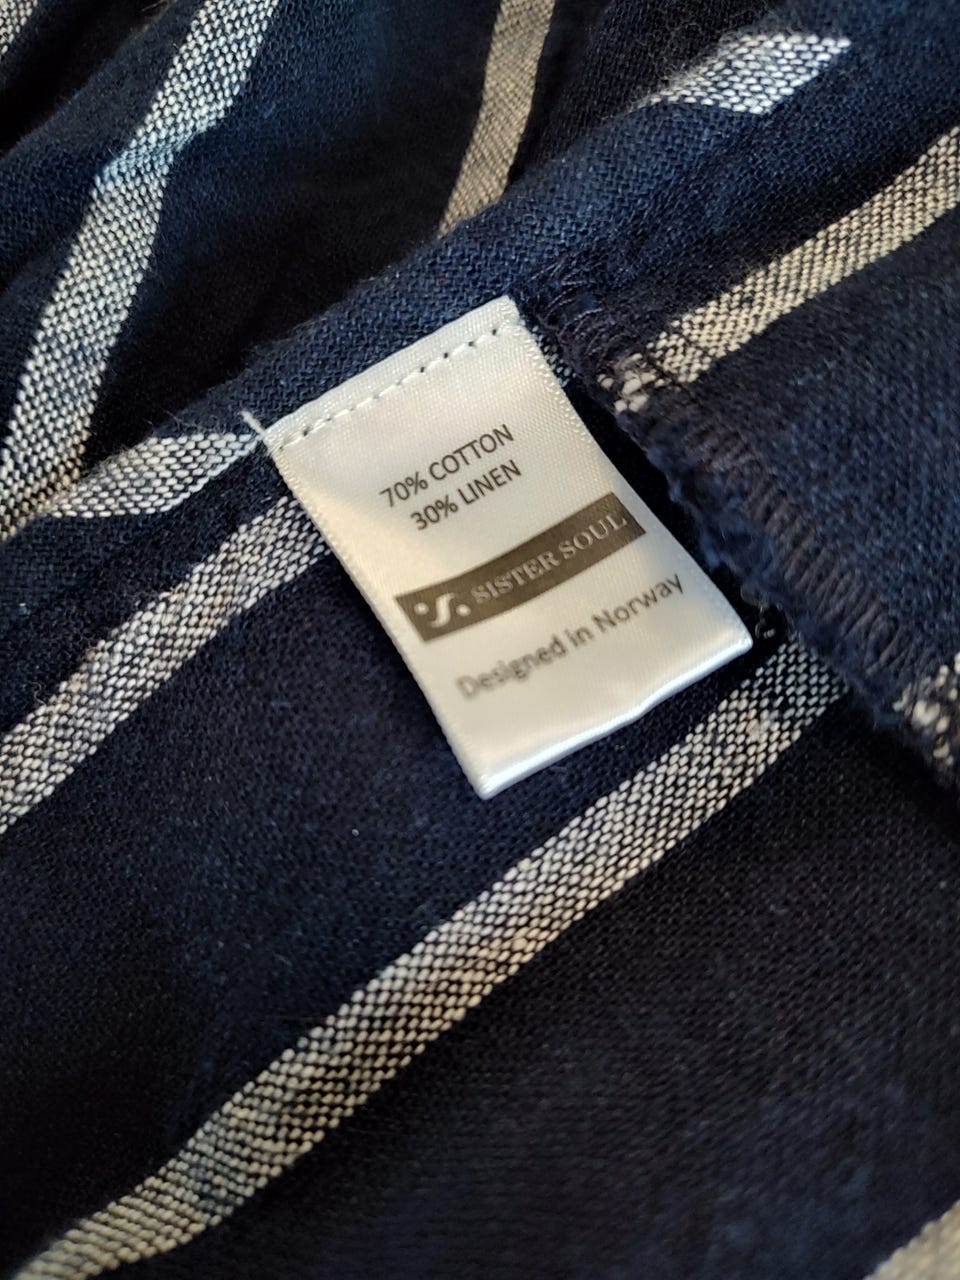 70% COTTON
30% LINEN
SISTER SOUL
Designed in Norway